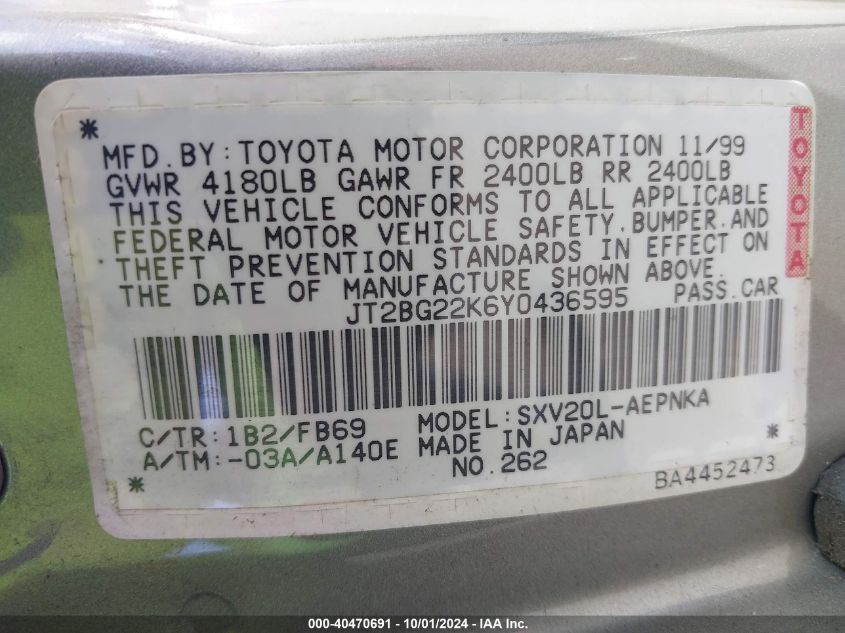 MFD.BY:TOYOTA MOTOR CORPORATION 11/99
GVWR 4180LB GAWR FR 2400LB RR 2400LB
THIS VEHICLE CONFORMS TO ALL APPLICABLE
FEDERAL MOTOR VEHICLE SAFETY.BUMPER.AND
THEFT PREVENTION STANDARDS IN EFFECT ON
THE DATE OF MANUFACTURE SHOWN ABOVE.
JT2BG22K6Y0436595 PASS.CAR
C/TR:1B2/FB69 MODEL:SXV20L-AEPNKA
A/TM:-03A/A140E MADE IN JAPAN
NO.262
BA4452473
TOYOTA
000-40470691 - 10/01/2024 - IAA Inc.